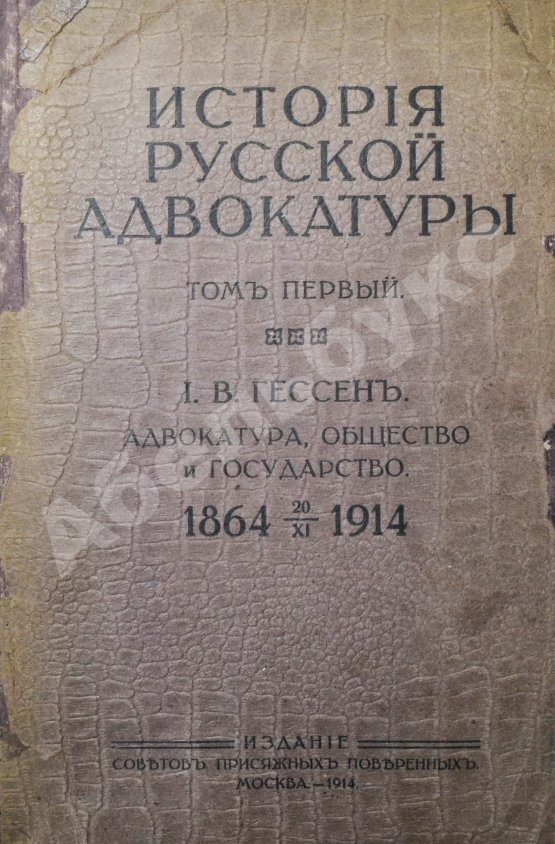 ИСТОРІЯ
РУССКОЙ
АДВОКАТУРЫ
ТОМЪ ПЕРВЫЙ.
І. В. ГЕССЕНЪ.
АДВОКАТУРА, ОБЩЕСТВО
и ГОСУДАРСТВО.
1864 20/XI 1914
ИЗДАНІЕ
СОВѢТОВЪ ПРИСЯЖНЫХЪ ПОВѢРЕННЫХЪ.
МОСКВА.—1914.
Абельбукс